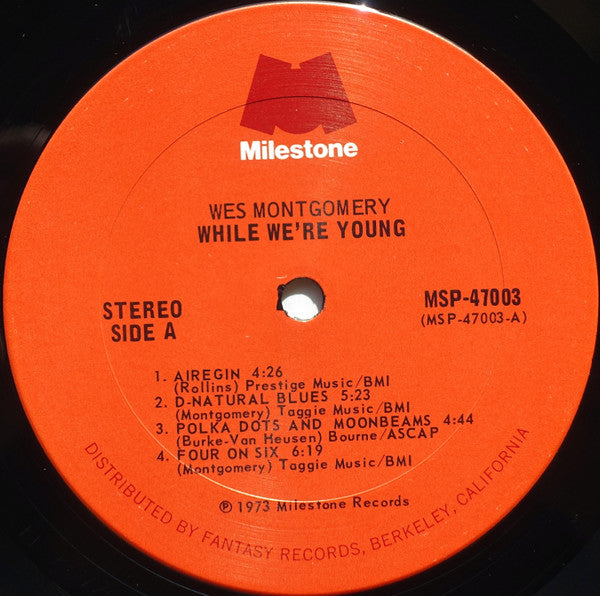 Milestone
WES MONTGOMERY
WHILE WE'RE YOUNG
STEREO
SIDE A
MSP-47003
(MSP-47003-A)
1. AIREGIN 4:26
(Rollins) Prestige Music/BMI
2. D-NATURAL BLUES 5:23
(Montgomery) Taggie Music/BMI
3. POLKA DOTS AND MOONBEAMS 4:44
(Burke-Van Heusen) Bourne/ASCAP
4. FOUR ON SIX 6:19
(Montgomery) Taggie Music/BMI
℗ 1973 Milestone Records
DISTRIBUTED BY FANTASY RECORDS, BERKELEY, CALIFORNIA